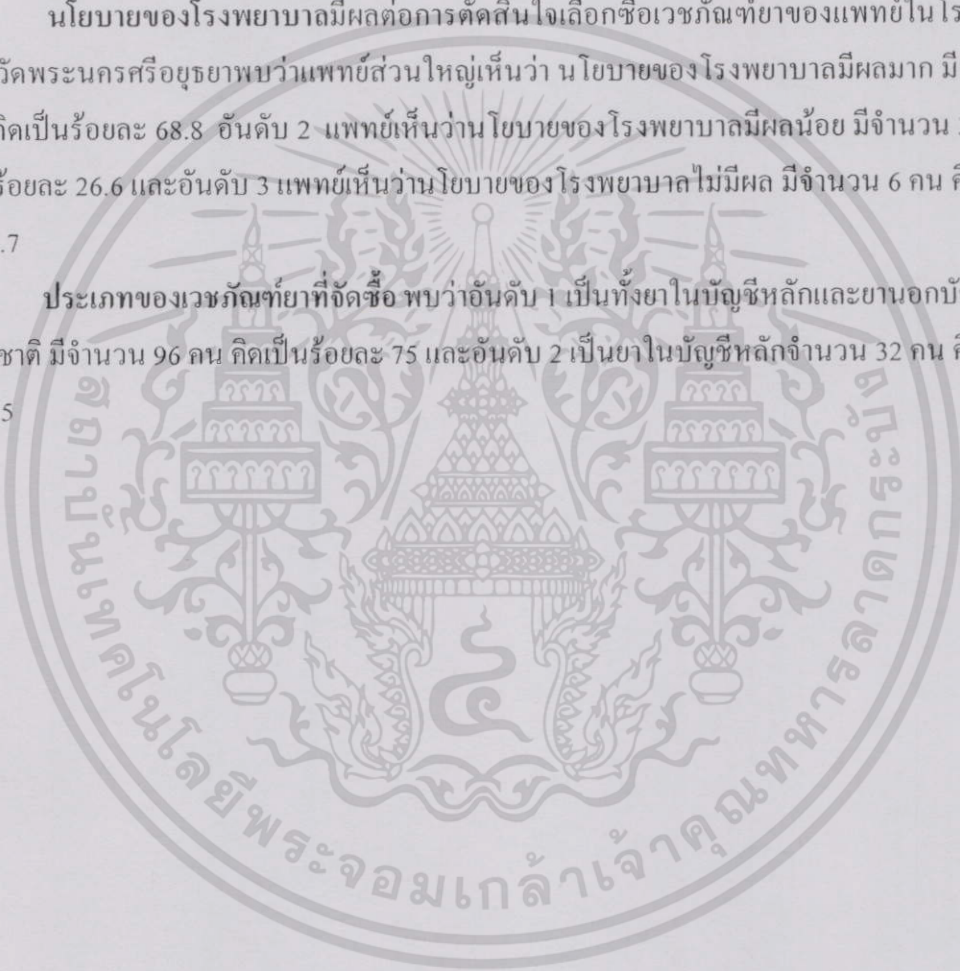 นโยบายของโรงพยาบาลมีผลต่อการตัดสินใจเลือกซื้อเวชภัณฑ์ยาของแพทย์ใน
วัดพระนครศรีอยุธยาพบว่าแพทย์ส่วนใหญ่เห็นว่า นโยบายของโรงพยาบาลมีผลมาก มี
คิดเป็นร้อยละ 68.8 อันดับ 2 แพทย์เห็นว่านโยบายของโรงพยาบาลมีผลน้อย มีจำนวน
ร้อยละ 26.6 และอันดับ 3 แพทย์เห็นว่านโยบายของโรงพยาบาลไม่มีผล มีจำนวน 6 คน
.7
ประเภทของเวชภัณฑ์ยาที่จัดซื้อ พบว่าอันดับ 1 เป็นทั้งยาในบัญชีหลักและยานอก
ชาติ มีจำนวน 96 คน คิดเป็นร้อยละ 75 และอันดับ 2 เป็นยาในบัญชีหลักจำนวน 32 คน
5
สถาบันเทคโนโลยีพระจอมเกล้าเจ้าคุณทหารลาดกระบัง